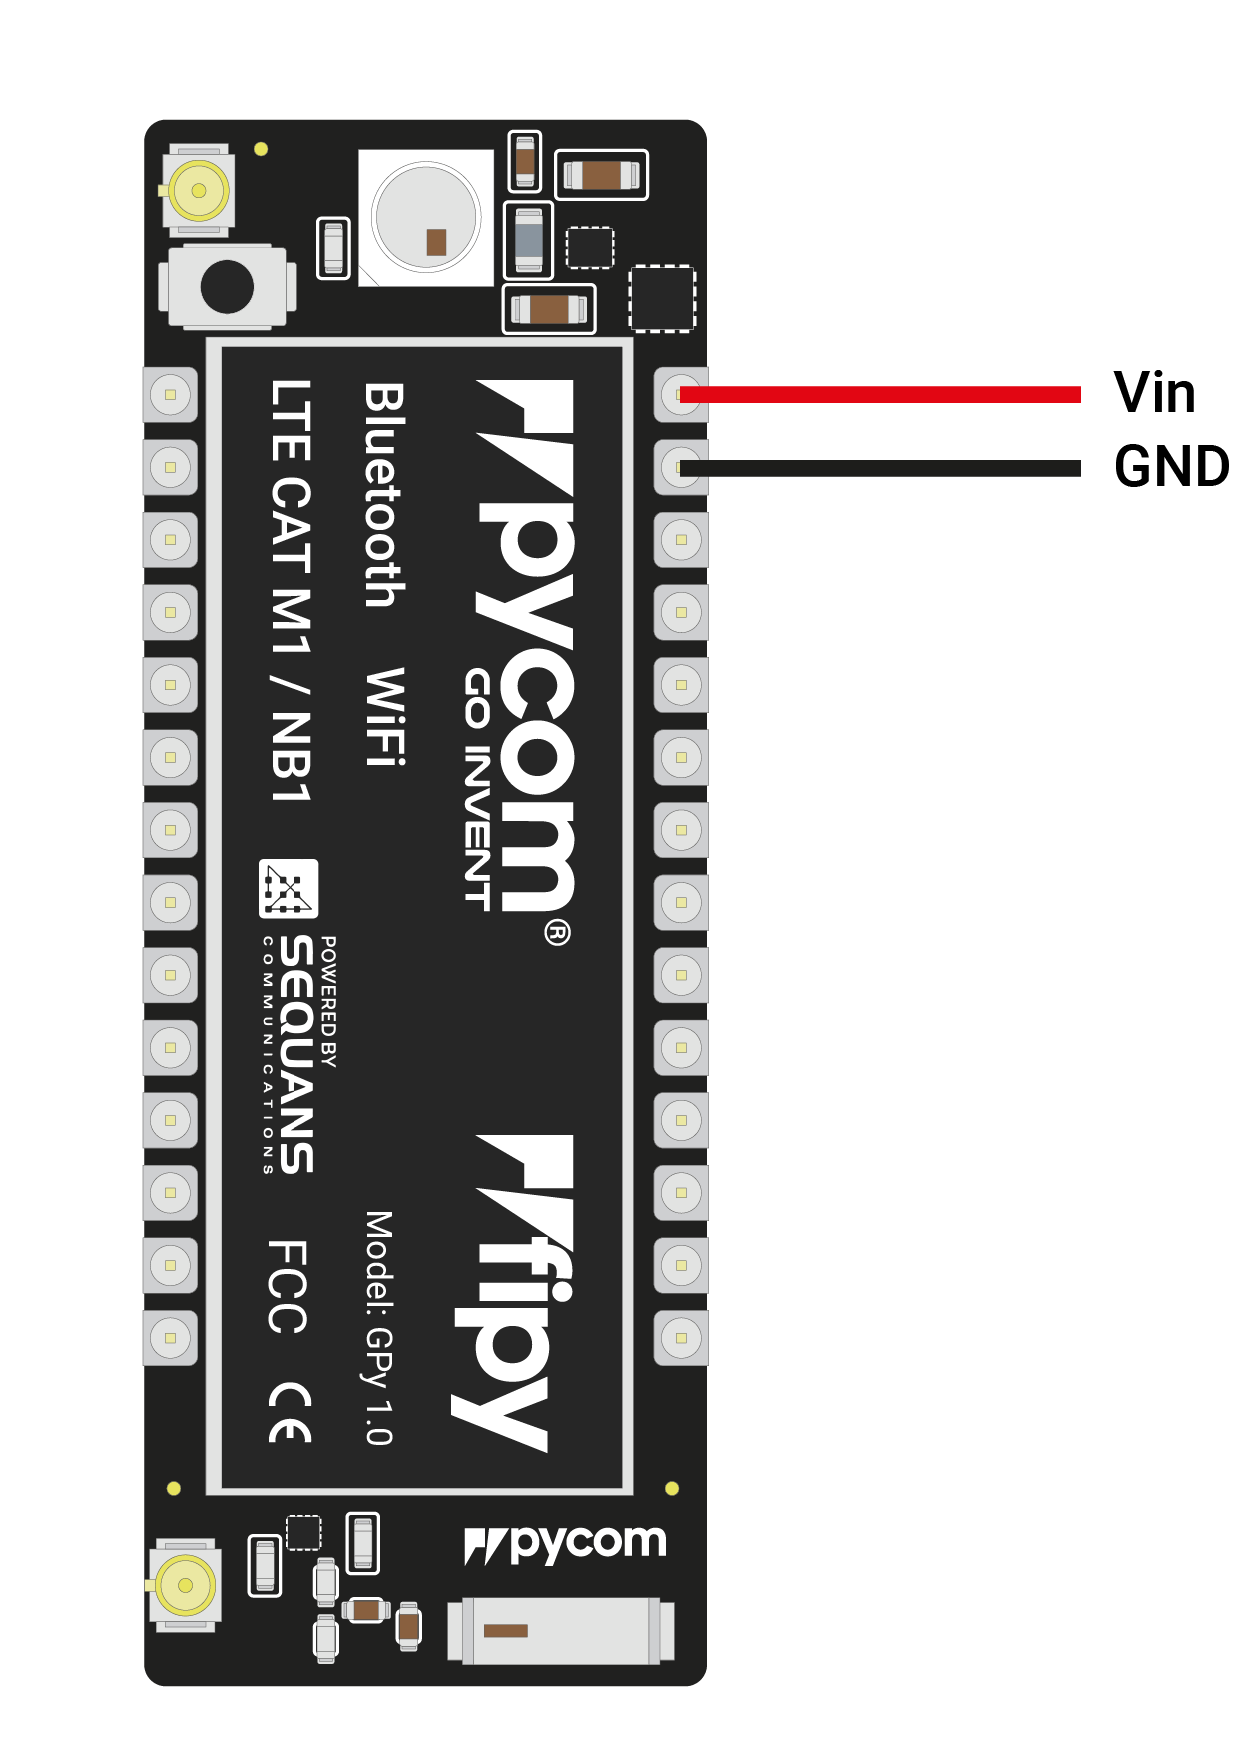 Vin
GND
pycom®
GO INVENT
Bluetooth WiFi
LTE CAT M1 / NB1
POWERED BY
SEQUANS
COMMUNICATIONS
fipy
Model: GPy 1.0
FCC CE
pycom